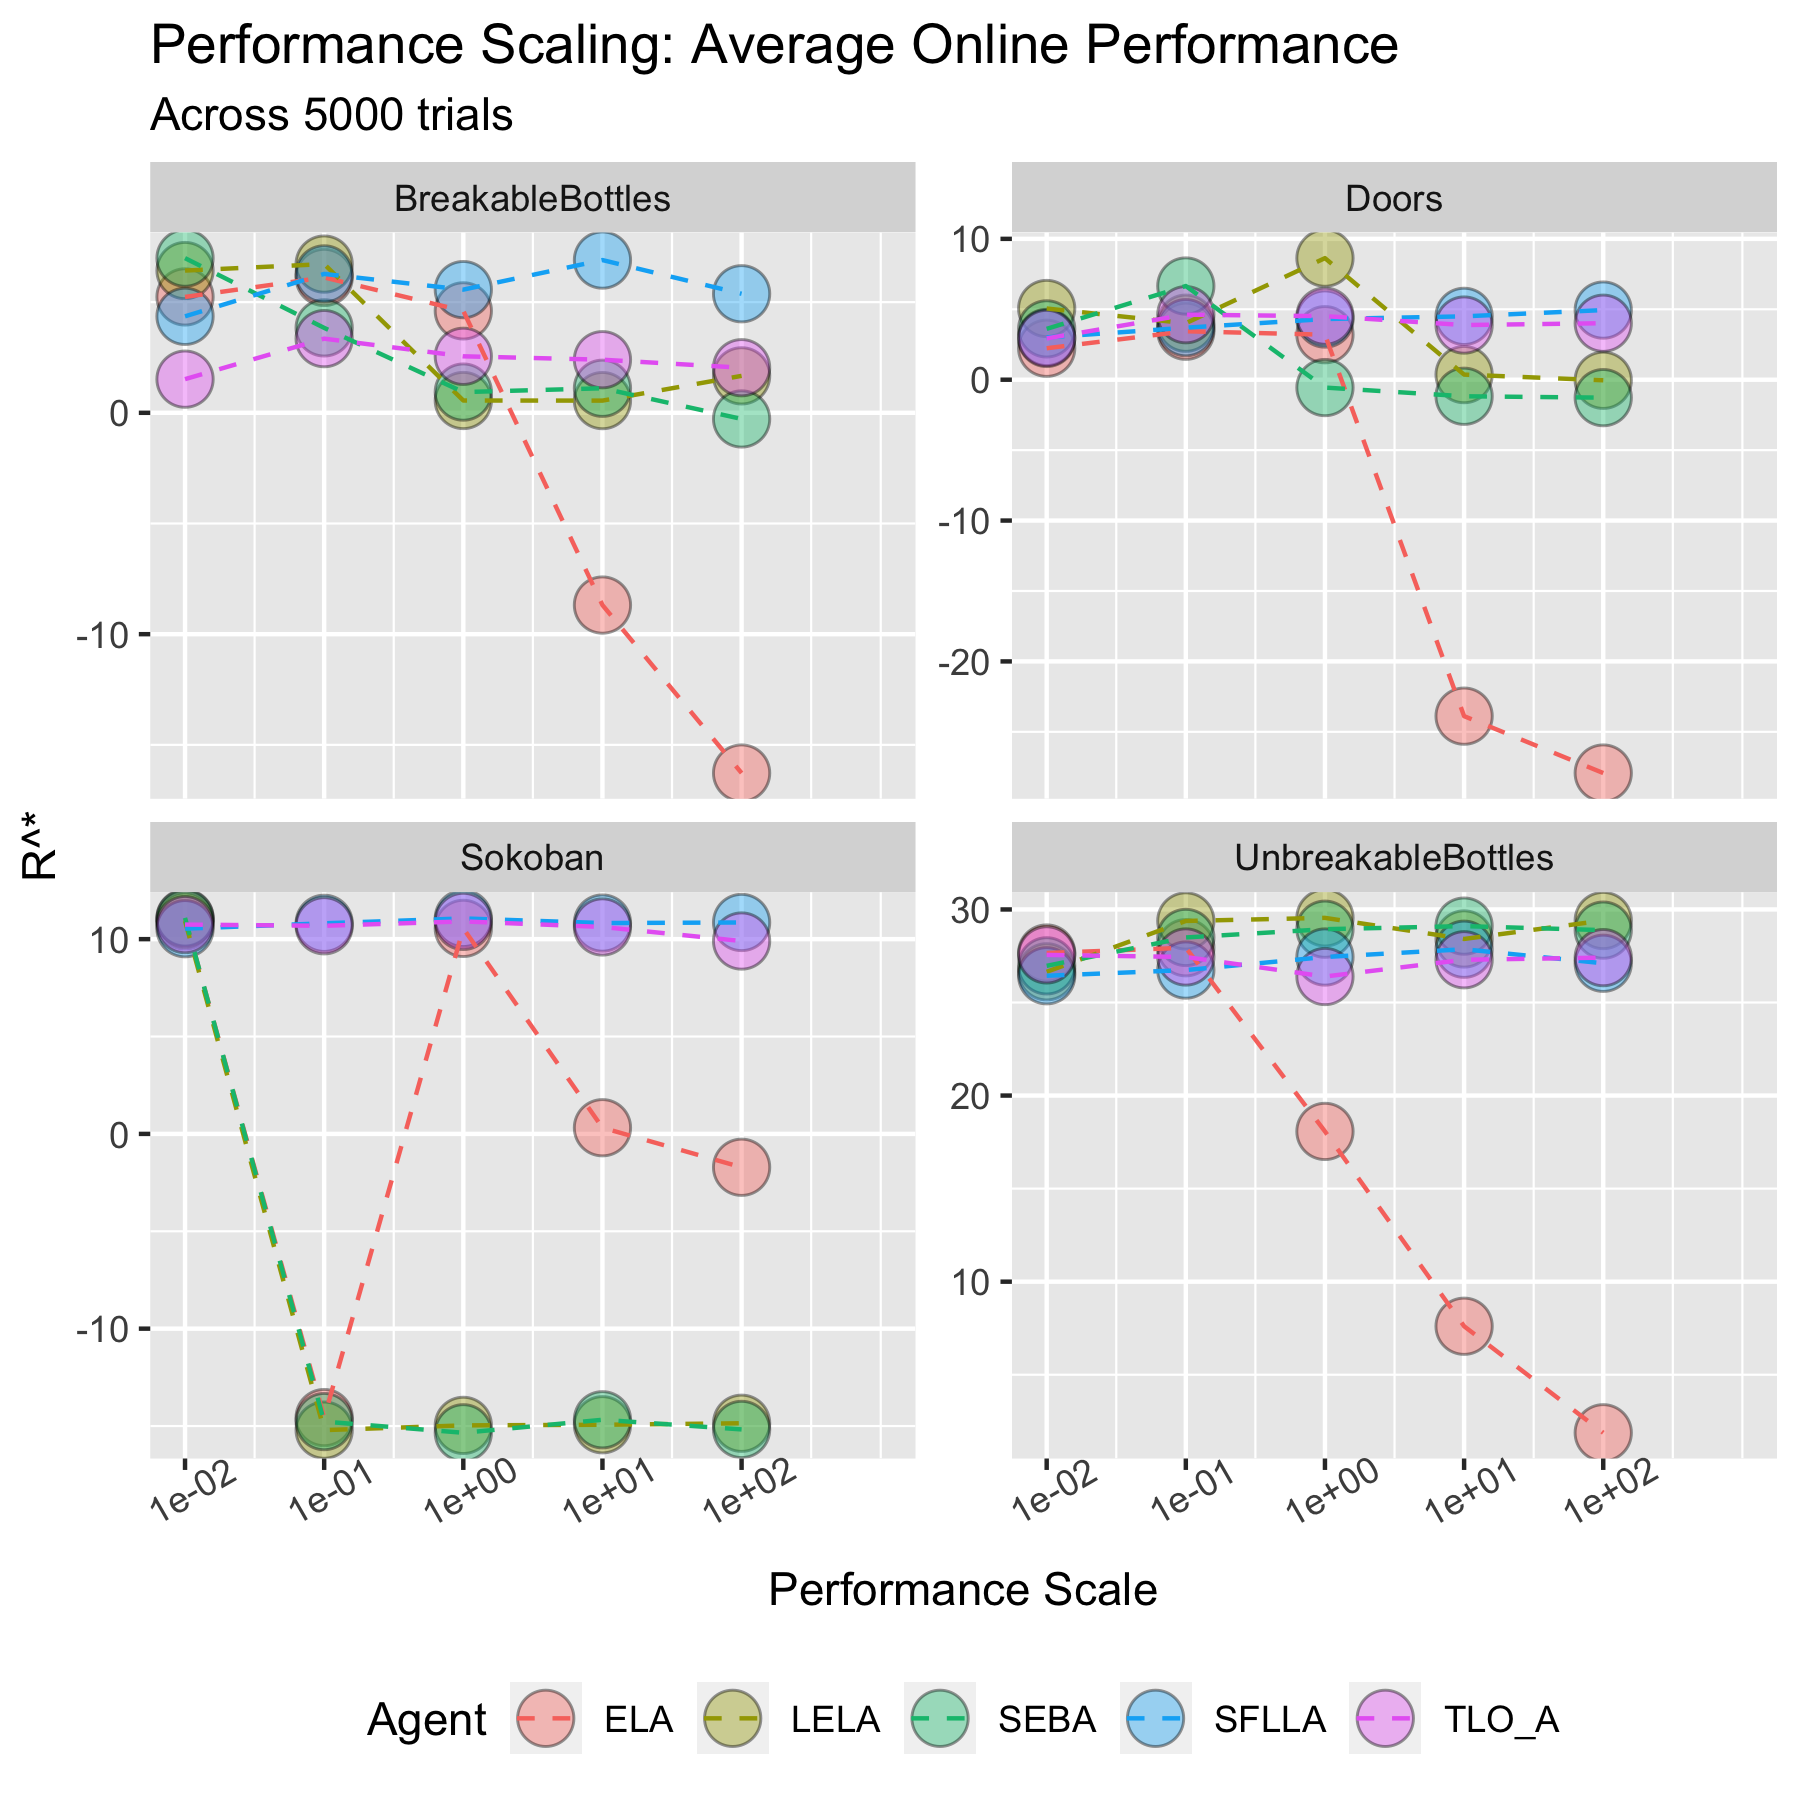 Performance Scaling: Average Online Performance
Across 5000 trials
BreakableBottles
Doors
0
-10
10
0
-10
-20
R^*
Sokoban
UnbreakableBottles
10
0
-10
30
20
10
1e-02
1e-01
1e+00
1e+01
1e+02
1e-02
1e-01
1e+00
1e+01
1e+02
Performance Scale
Agent ELA LELA SEBA SFLLA TLO_A